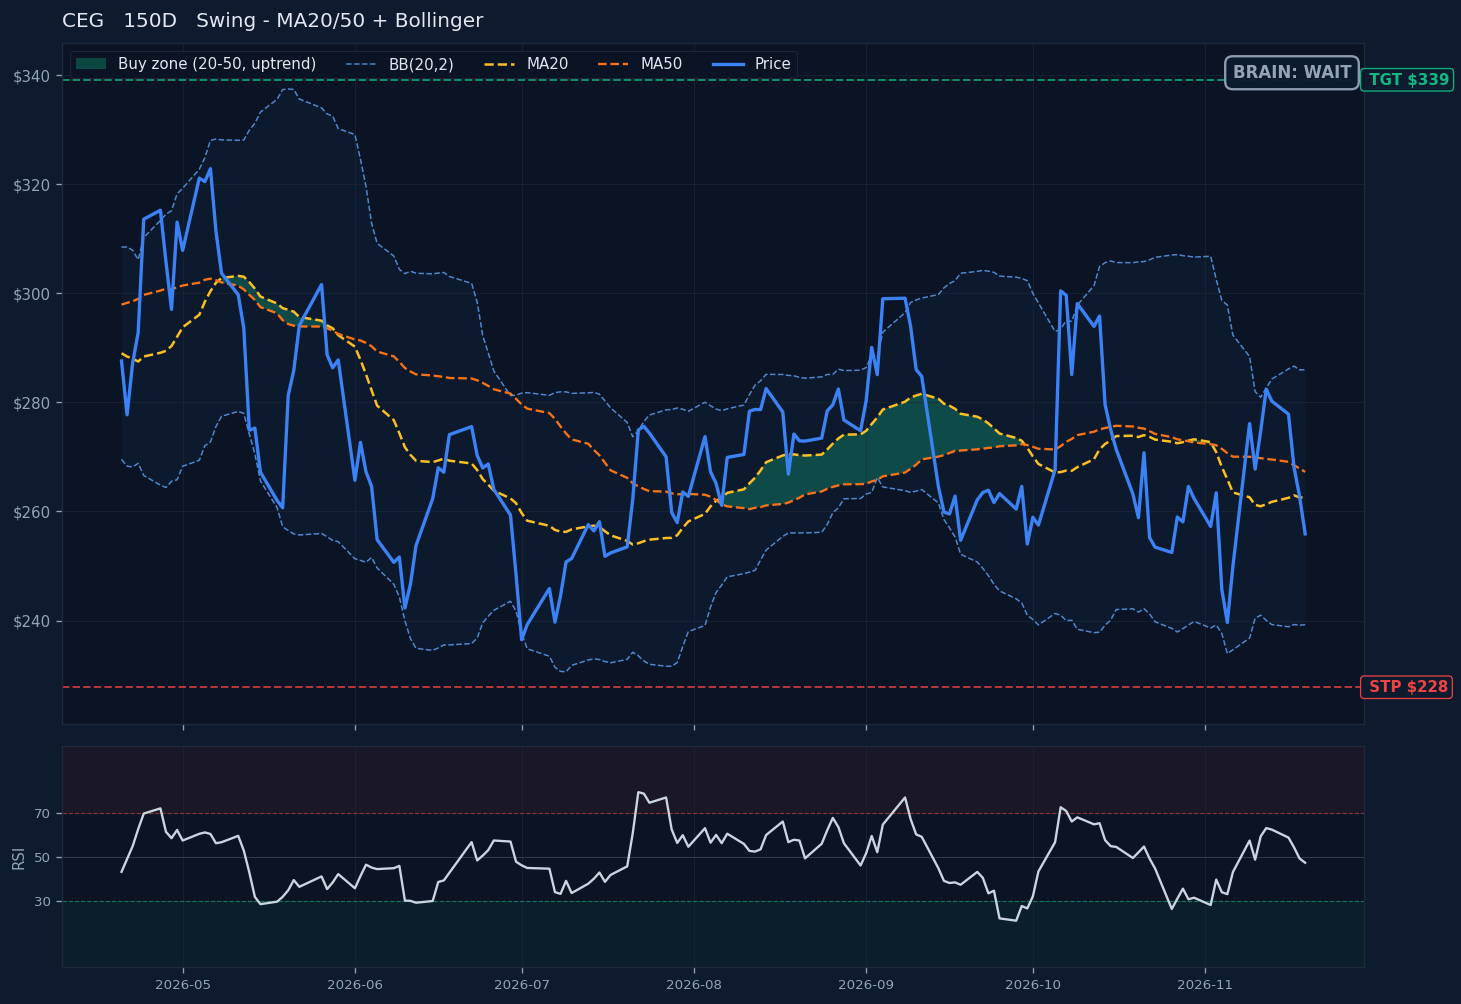 CEG 150D Swing - MA20/50 + Bollinger
Buy zone (20-50, uptrend) BB(20,2) MA20 MA50 Price
BRAIN: WAIT
TGT $339
$340
$320
$300
$280
$260
$240
STP $228
70
50
30
RSI
2026-05 2026-06 2026-07 2026-08 2026-09 2026-10 2026-11